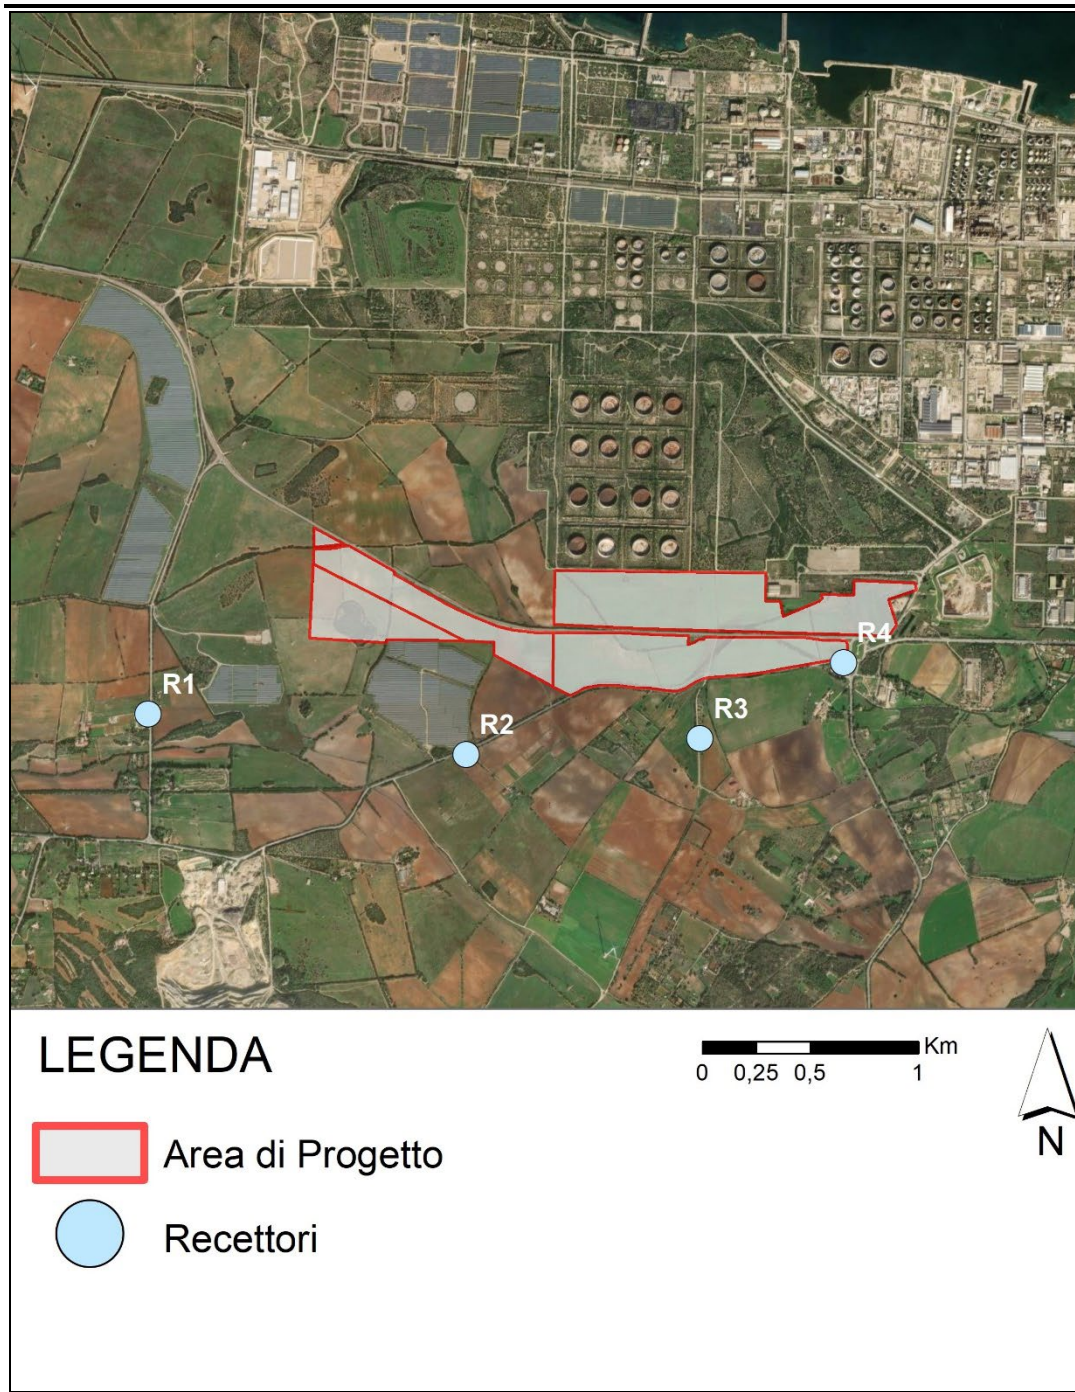 R4
R1
R3
R2
LEGENDA
Km
0 0,25 0,5 1
N
Area di Progetto
Recettori